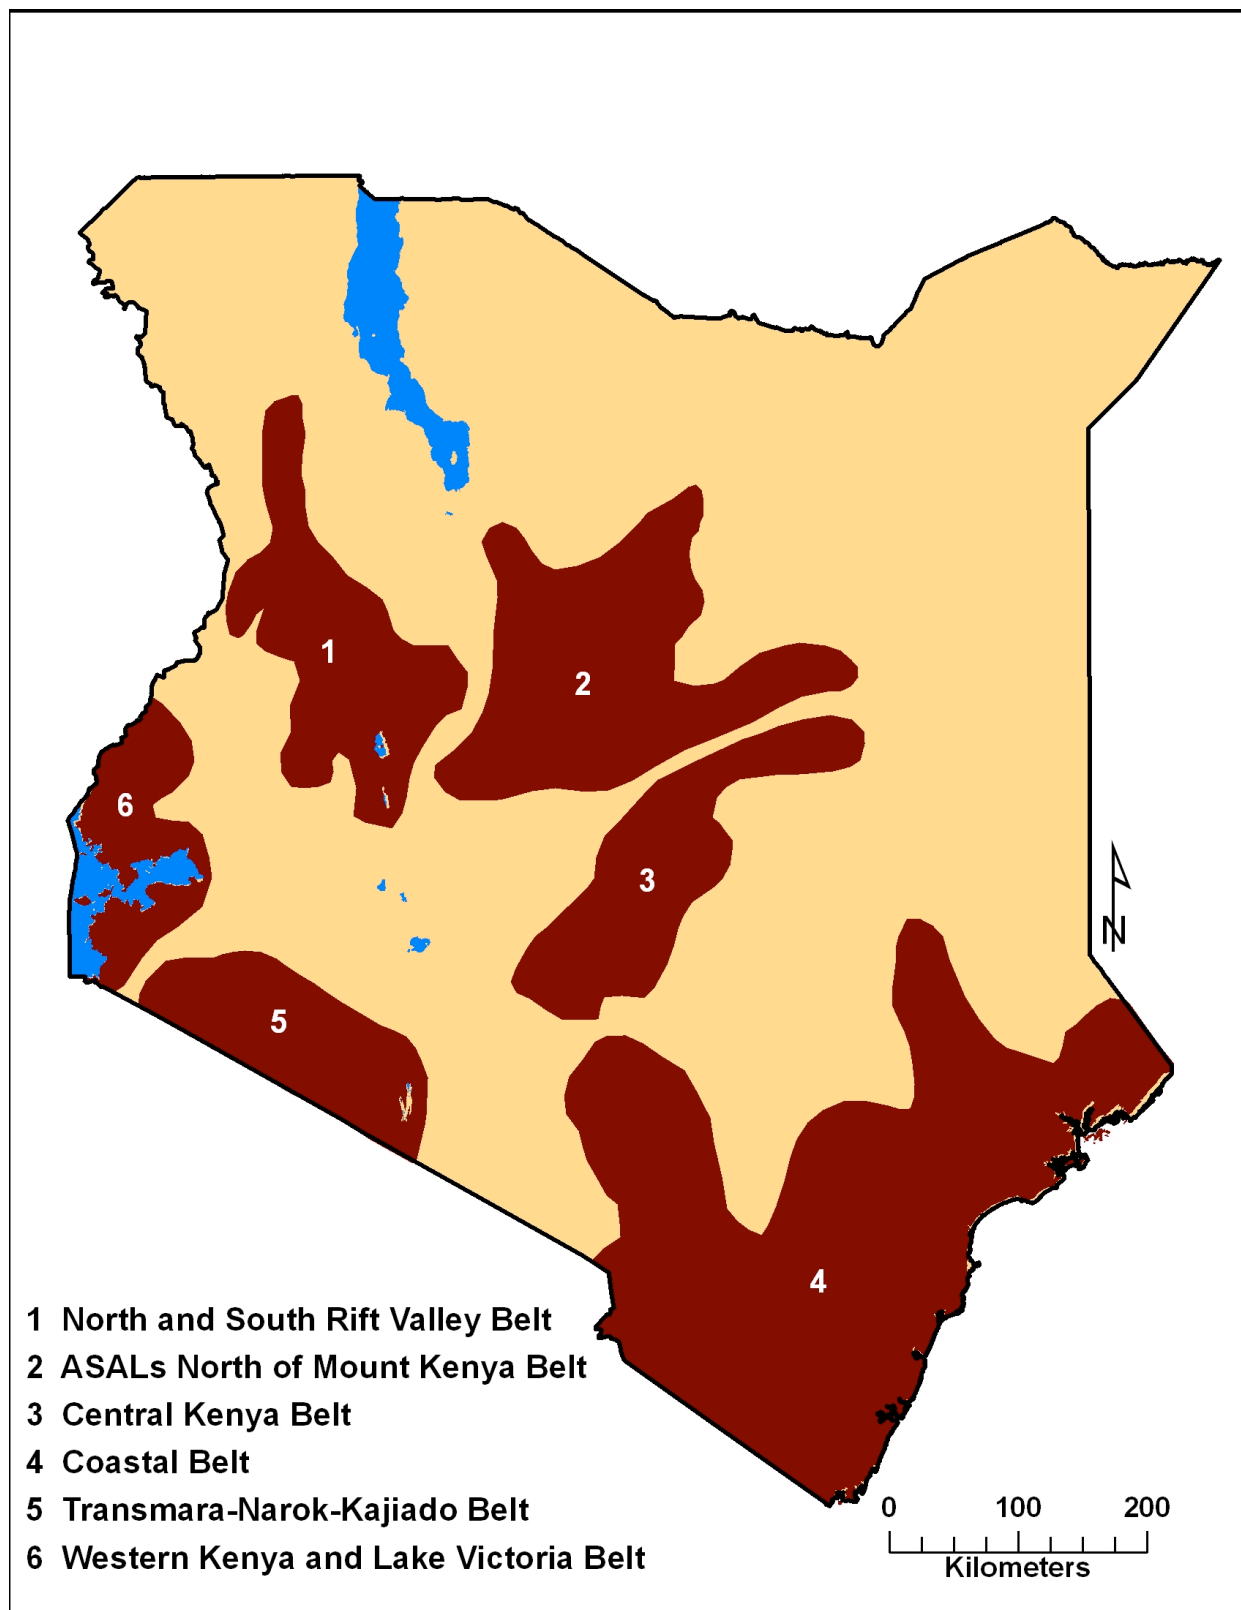 1
2
6
3
N
5
4
1 North and South Rift Valley Belt
2 ASALs North of Mount Kenya Belt
3 Central Kenya Belt
4 Coastal Belt
5 Transmara-Narok-Kajiado Belt
6 Western Kenya and Lake Victoria Belt
0 100 200
Kilometers